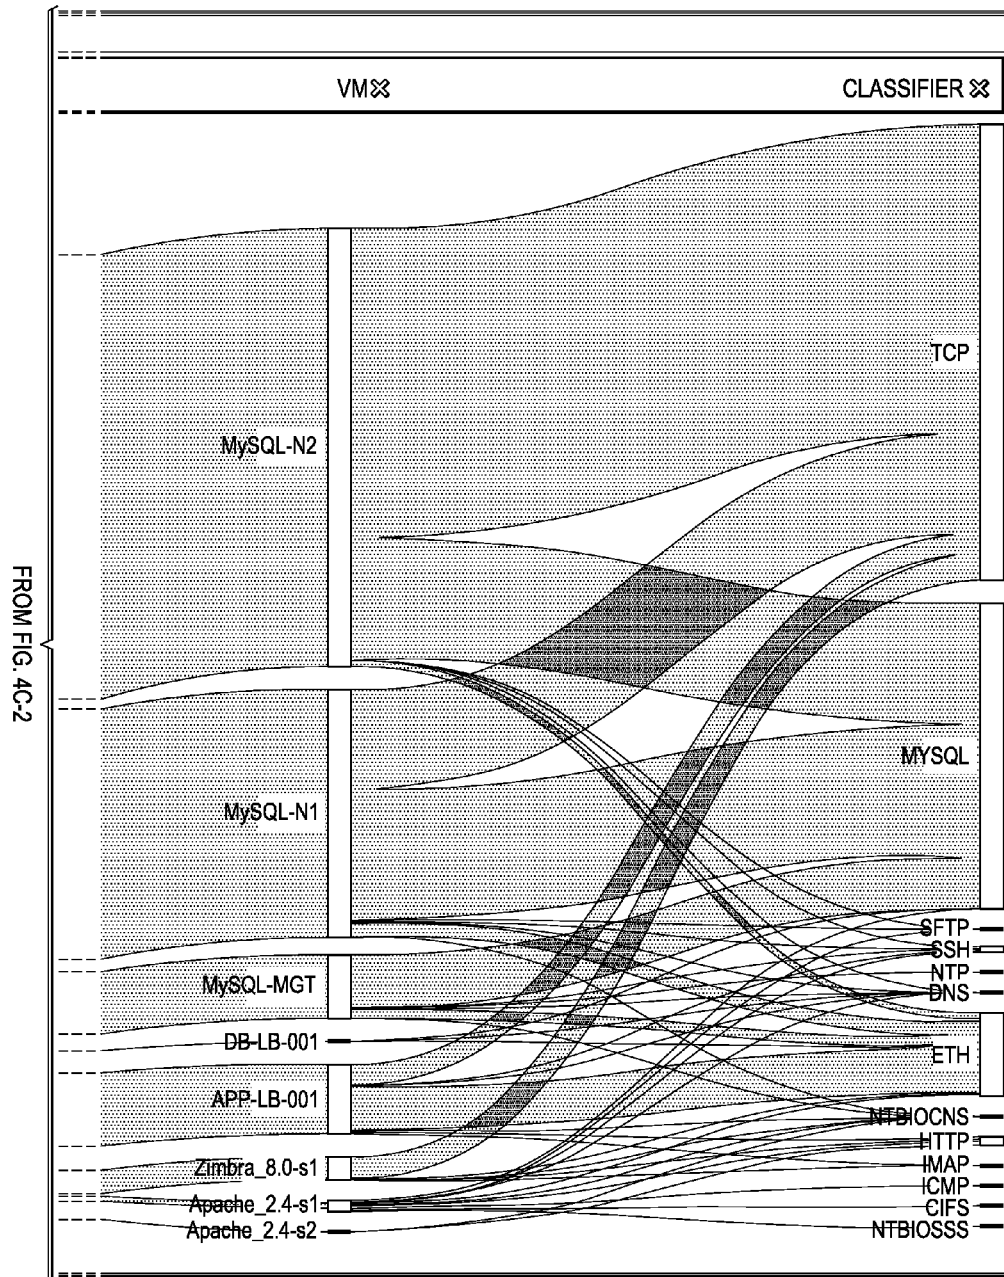 VM
CLASSIFIER
TCP
MySQL-N2
FROM FIG. 4C-2
MYSQL
MySQL-N1
SFTP
SSH
NTP
MySQL-MGT
DNS
DB-LB-001
ETH
APP-LB-001
NTBIOCNS
HTTP
Zimbra_8.0-s1
IMAP
ICMP
Apache_2.4-s1
CIFS
Apache_2.4-s2
NTBIOSSS